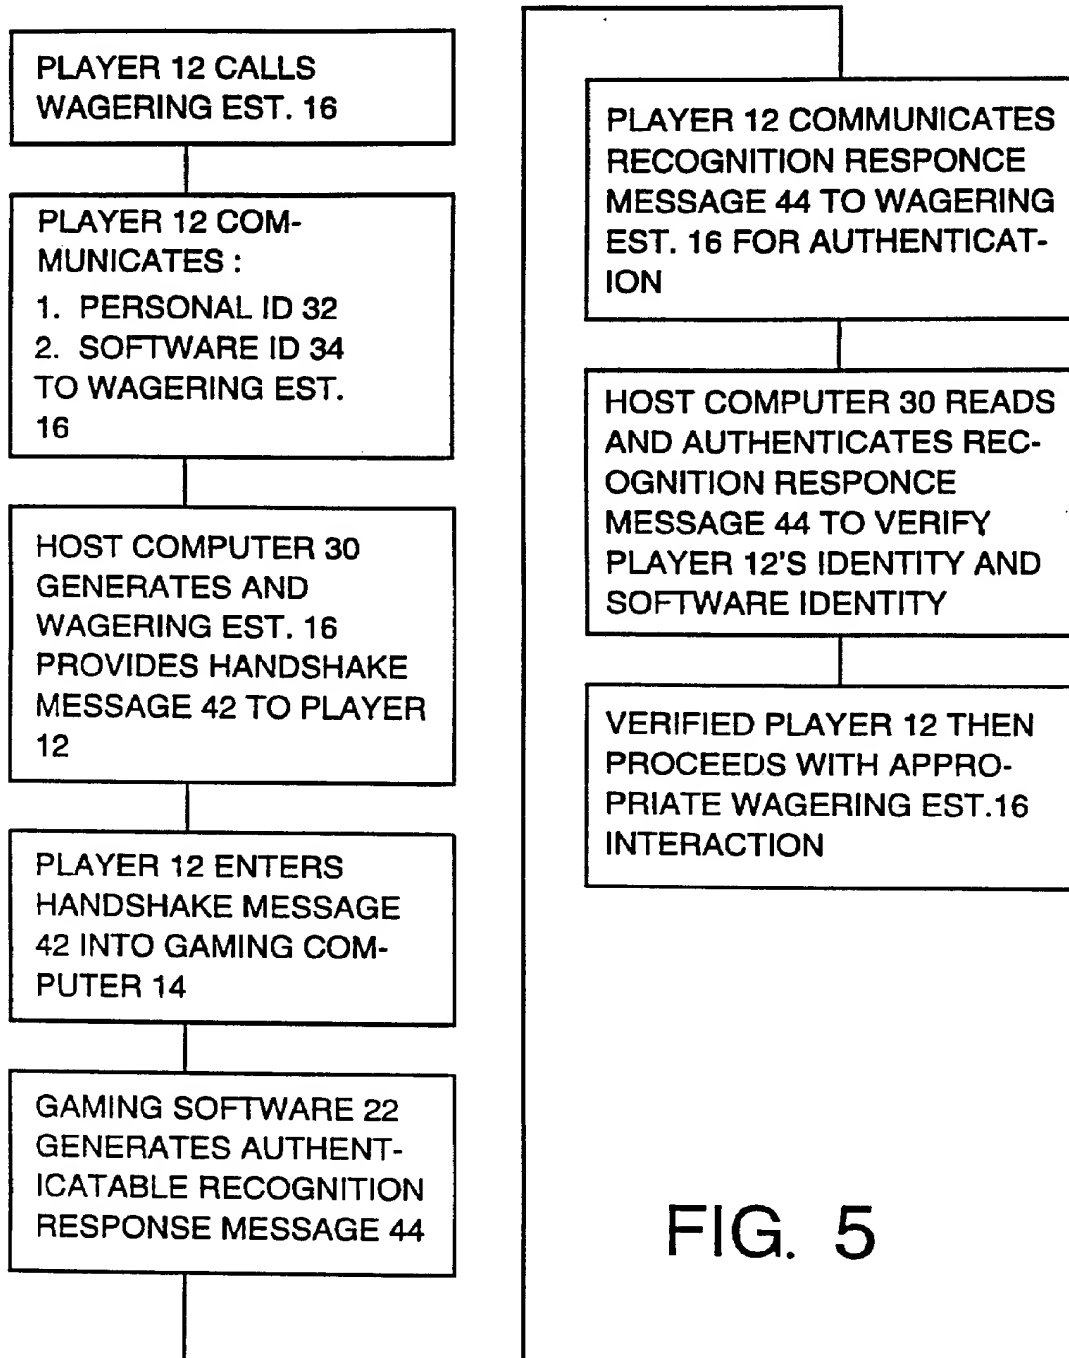 PLAYER 12 CALLS
WAGERING EST. 16
PLAYER 12 COM-
MUNICATES :
1. PERSONAL ID 32
2. SOFTWARE ID 34
TO WAGERING EST.
16
HOST COMPUTER 30
GENERATES AND
WAGERING EST. 16
PROVIDES HANDSHAKE
MESSAGE 42 TO PLAYER
12
PLAYER 12 ENTERS
HANDSHAKE MESSAGE
42 INTO GAMING COM-
PUTER 14
GAMING SOFTWARE 22
GENERATES AUTHENT-
ICATABLE RECOGNITION
RESPONSE MESSAGE 44
PLAYER 12 COMMUNICATES
RECOGNITION RESPONCE
MESSAGE 44 TO WAGERING
EST. 16 FOR AUTHENTICAT-
ION
HOST COMPUTER 30 READS
AND AUTHENTICATES REC-
OGNITION RESPONCE
MESSAGE 44 TO VERIFY
PLAYER 12'S IDENTITY AND
SOFTWARE IDENTITY
VERIFIED PLAYER 12 THEN
PROCEEDS WITH APPRO-
PRIATE WAGERING EST.16
INTERACTION
FIG. 5